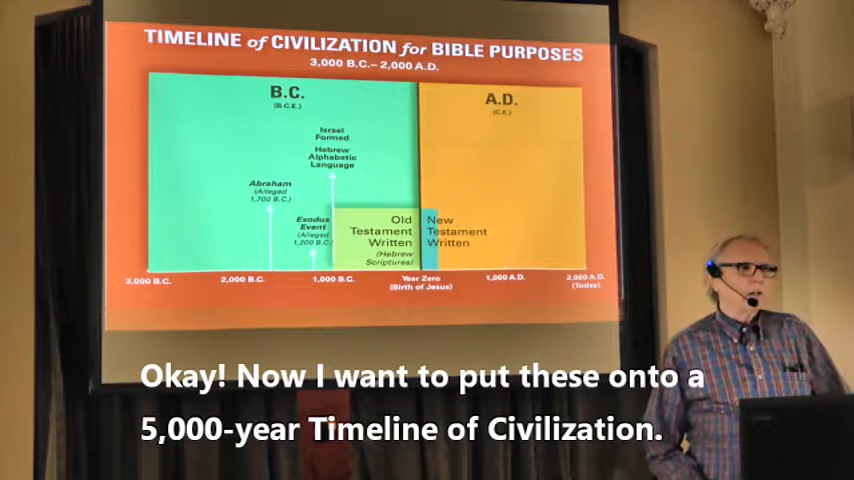 TIMELINE of CIVILIZATION for BIBLE PURPOSES
3,000 B.C.– 2,000 A.D.
B.C.
(B.C.E.)
A.D.
(C.E.)
Israel
Formed
Hebrew
Alphabetic
Language
Abraham
(Alleged
1,700 B.C.)
Exodus
Event
(Alleged
1,200 B.C.)
Old
Testament
Written
(Hebrew
Scriptures)
New
Testament
Written
3,000 B.C.
2,000 B.C.
1,000 B.C.
Year Zero
(Birth of Jesus)
1,000 A.D.
2,000 A.D.
(Today)
Okay! Now I want to put these onto a
5,000-year Timeline of Civilization.